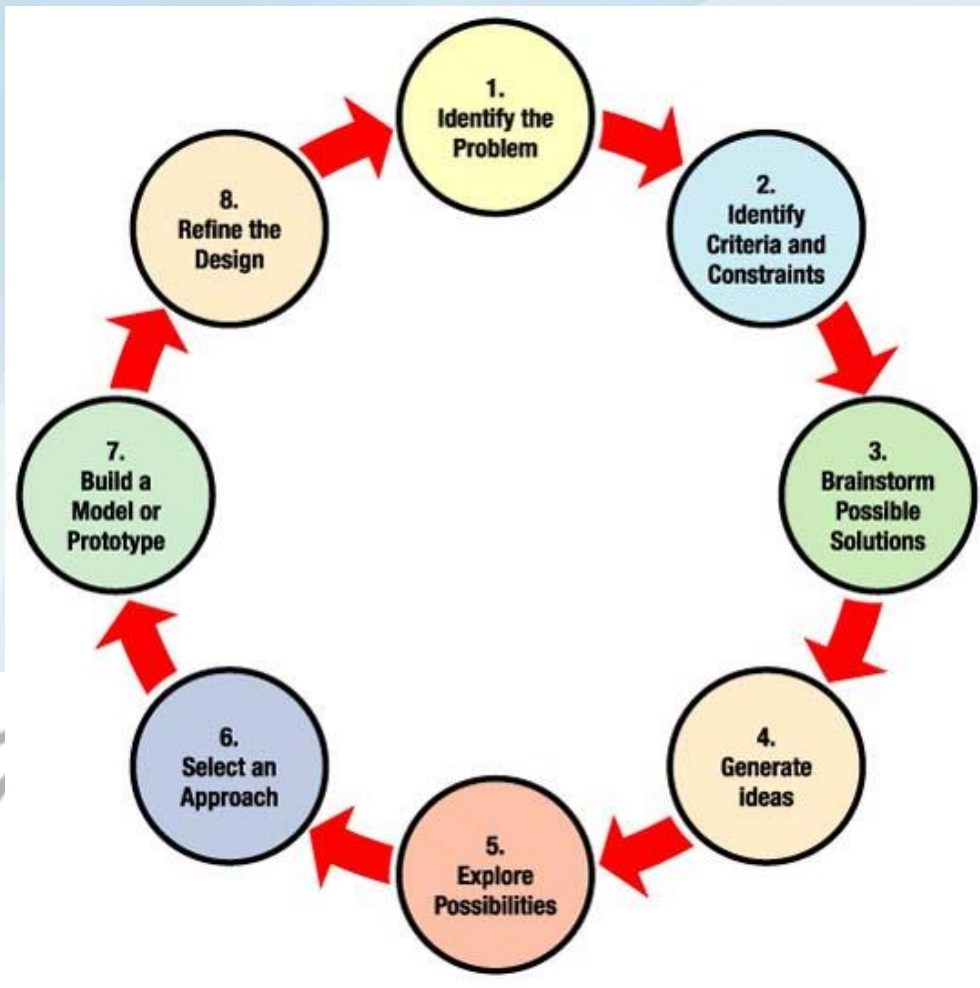 1.
Identify the
Problem
2.
Identify
Criteria and
Constraints
3.
Brainstorm
Possible
Solutions
4.
Generate
ideas
5.
Explore
Possibilities
6.
Select an
Approach
7.
Build a
Model or
Prototype
8.
Refine the
Design